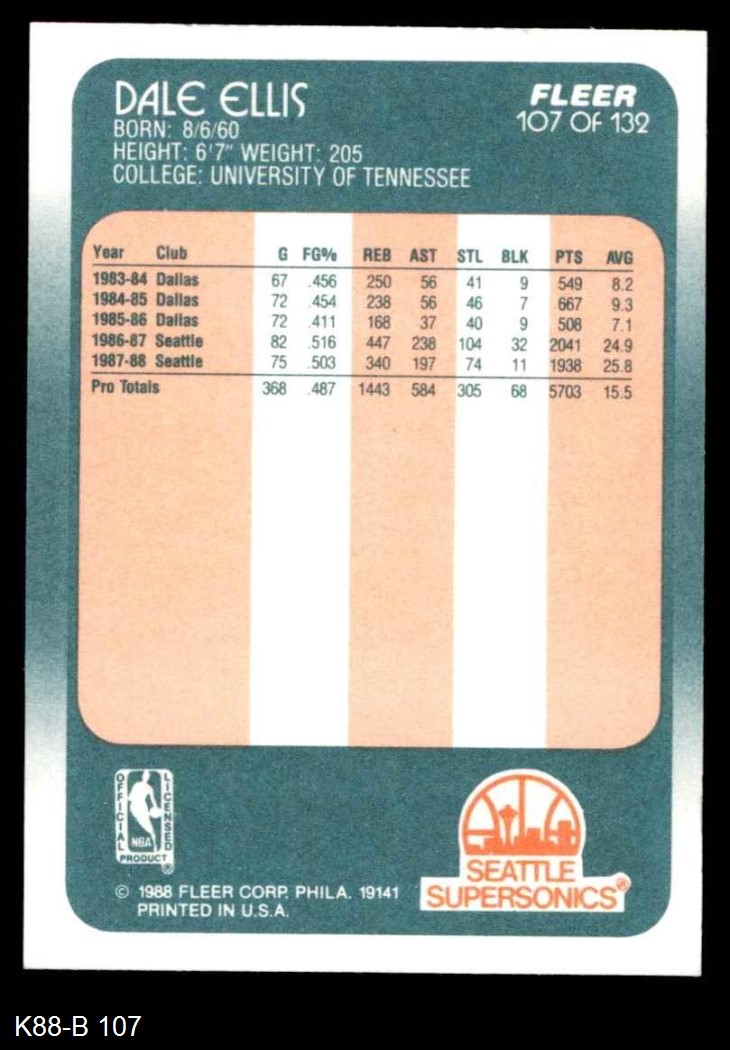 DALE ELLIS
BORN: 8/6/60
HEIGHT: 6'7" WEIGHT: 205
COLLEGE: UNIVERSITY OF TENNESSEE
FLEER
107 OF 132
Year Club G FG% REB AST STL BLK PTS AVG
1983-84 Dallas 67 .456 250 56 41 9 549 8.2
1984-85 Dallas 72 .454 238 56 46 7 667 9.3
1985-86 Dallas 72 .411 168 37 40 9 508 7.1
1986-87 Seattle 82 .516 447 238 104 32 2041 24.9
1987-88 Seattle 75 .503 340 197 74 11 1938 25.8
Pro Totals 368 .487 1443 584 305 68 5703 15.5
OFFICIAL
LICENSED
NBA
PRODUCT ®
© 1988 FLEER CORP. PHILA. 19141
PRINTED IN U.S.A.
SEATTLE
SUPERSONICS®
K88-B 107